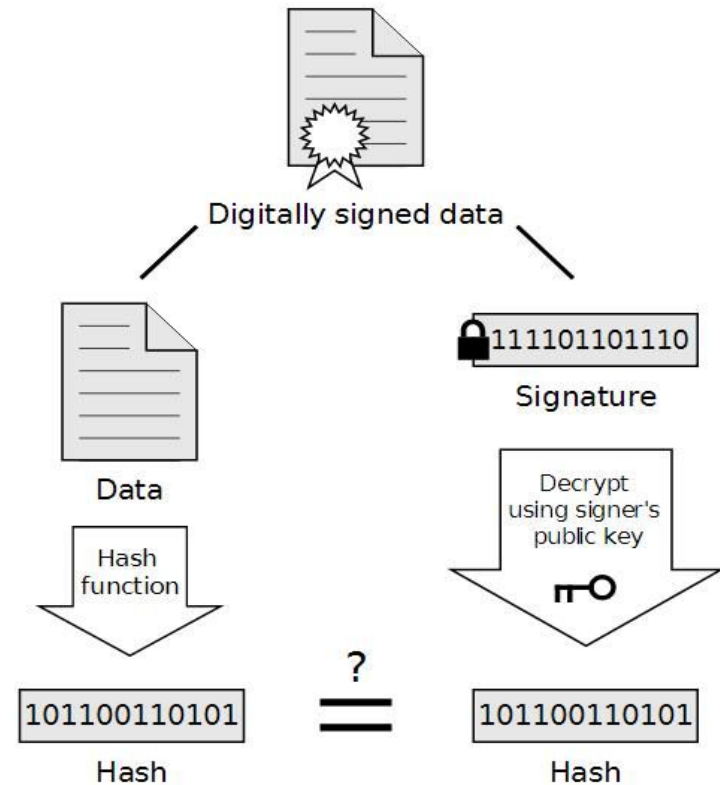 Digitally signed data
111101101110
Signature
Data
Decrypt
using signer's
public key
Hash
function
?
=
101100110101
101100110101
Hash
Hash